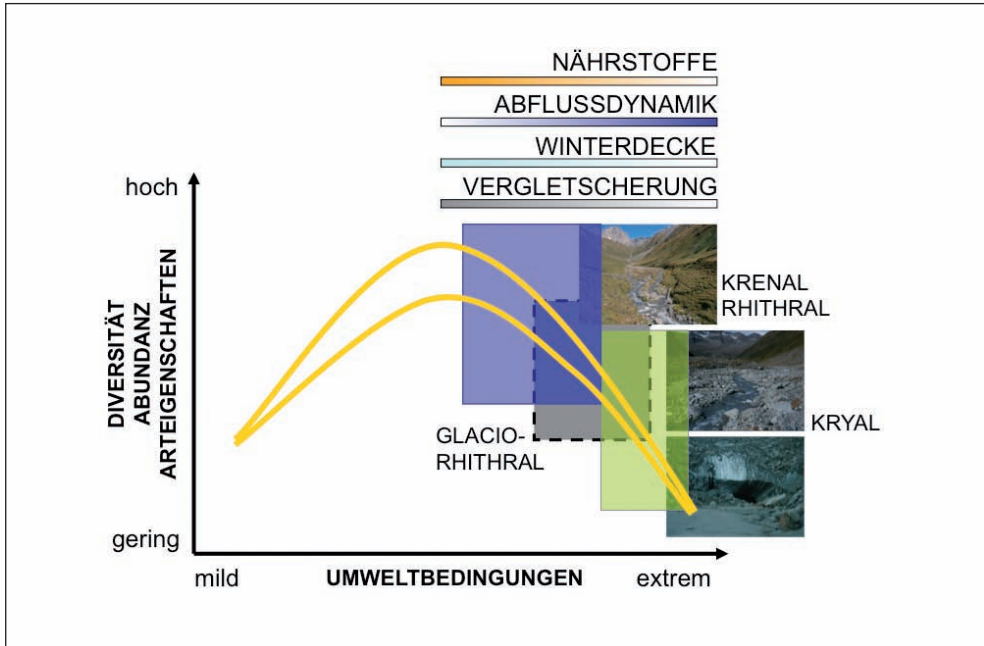 NÄHRSTOFFE
ABFLUSSDYNAMIK
WINTERDECKE
VERGLETSCHERUNG
hoch
DIVERSITÄT
ABUNDANZ
ARTEIGENSCHAFTEN
KRENAL
RHITHRAL
KRYAL
GLACIO-
RHITHRAL
gering
mild
UMWELTBEDINGUNGEN
extrem